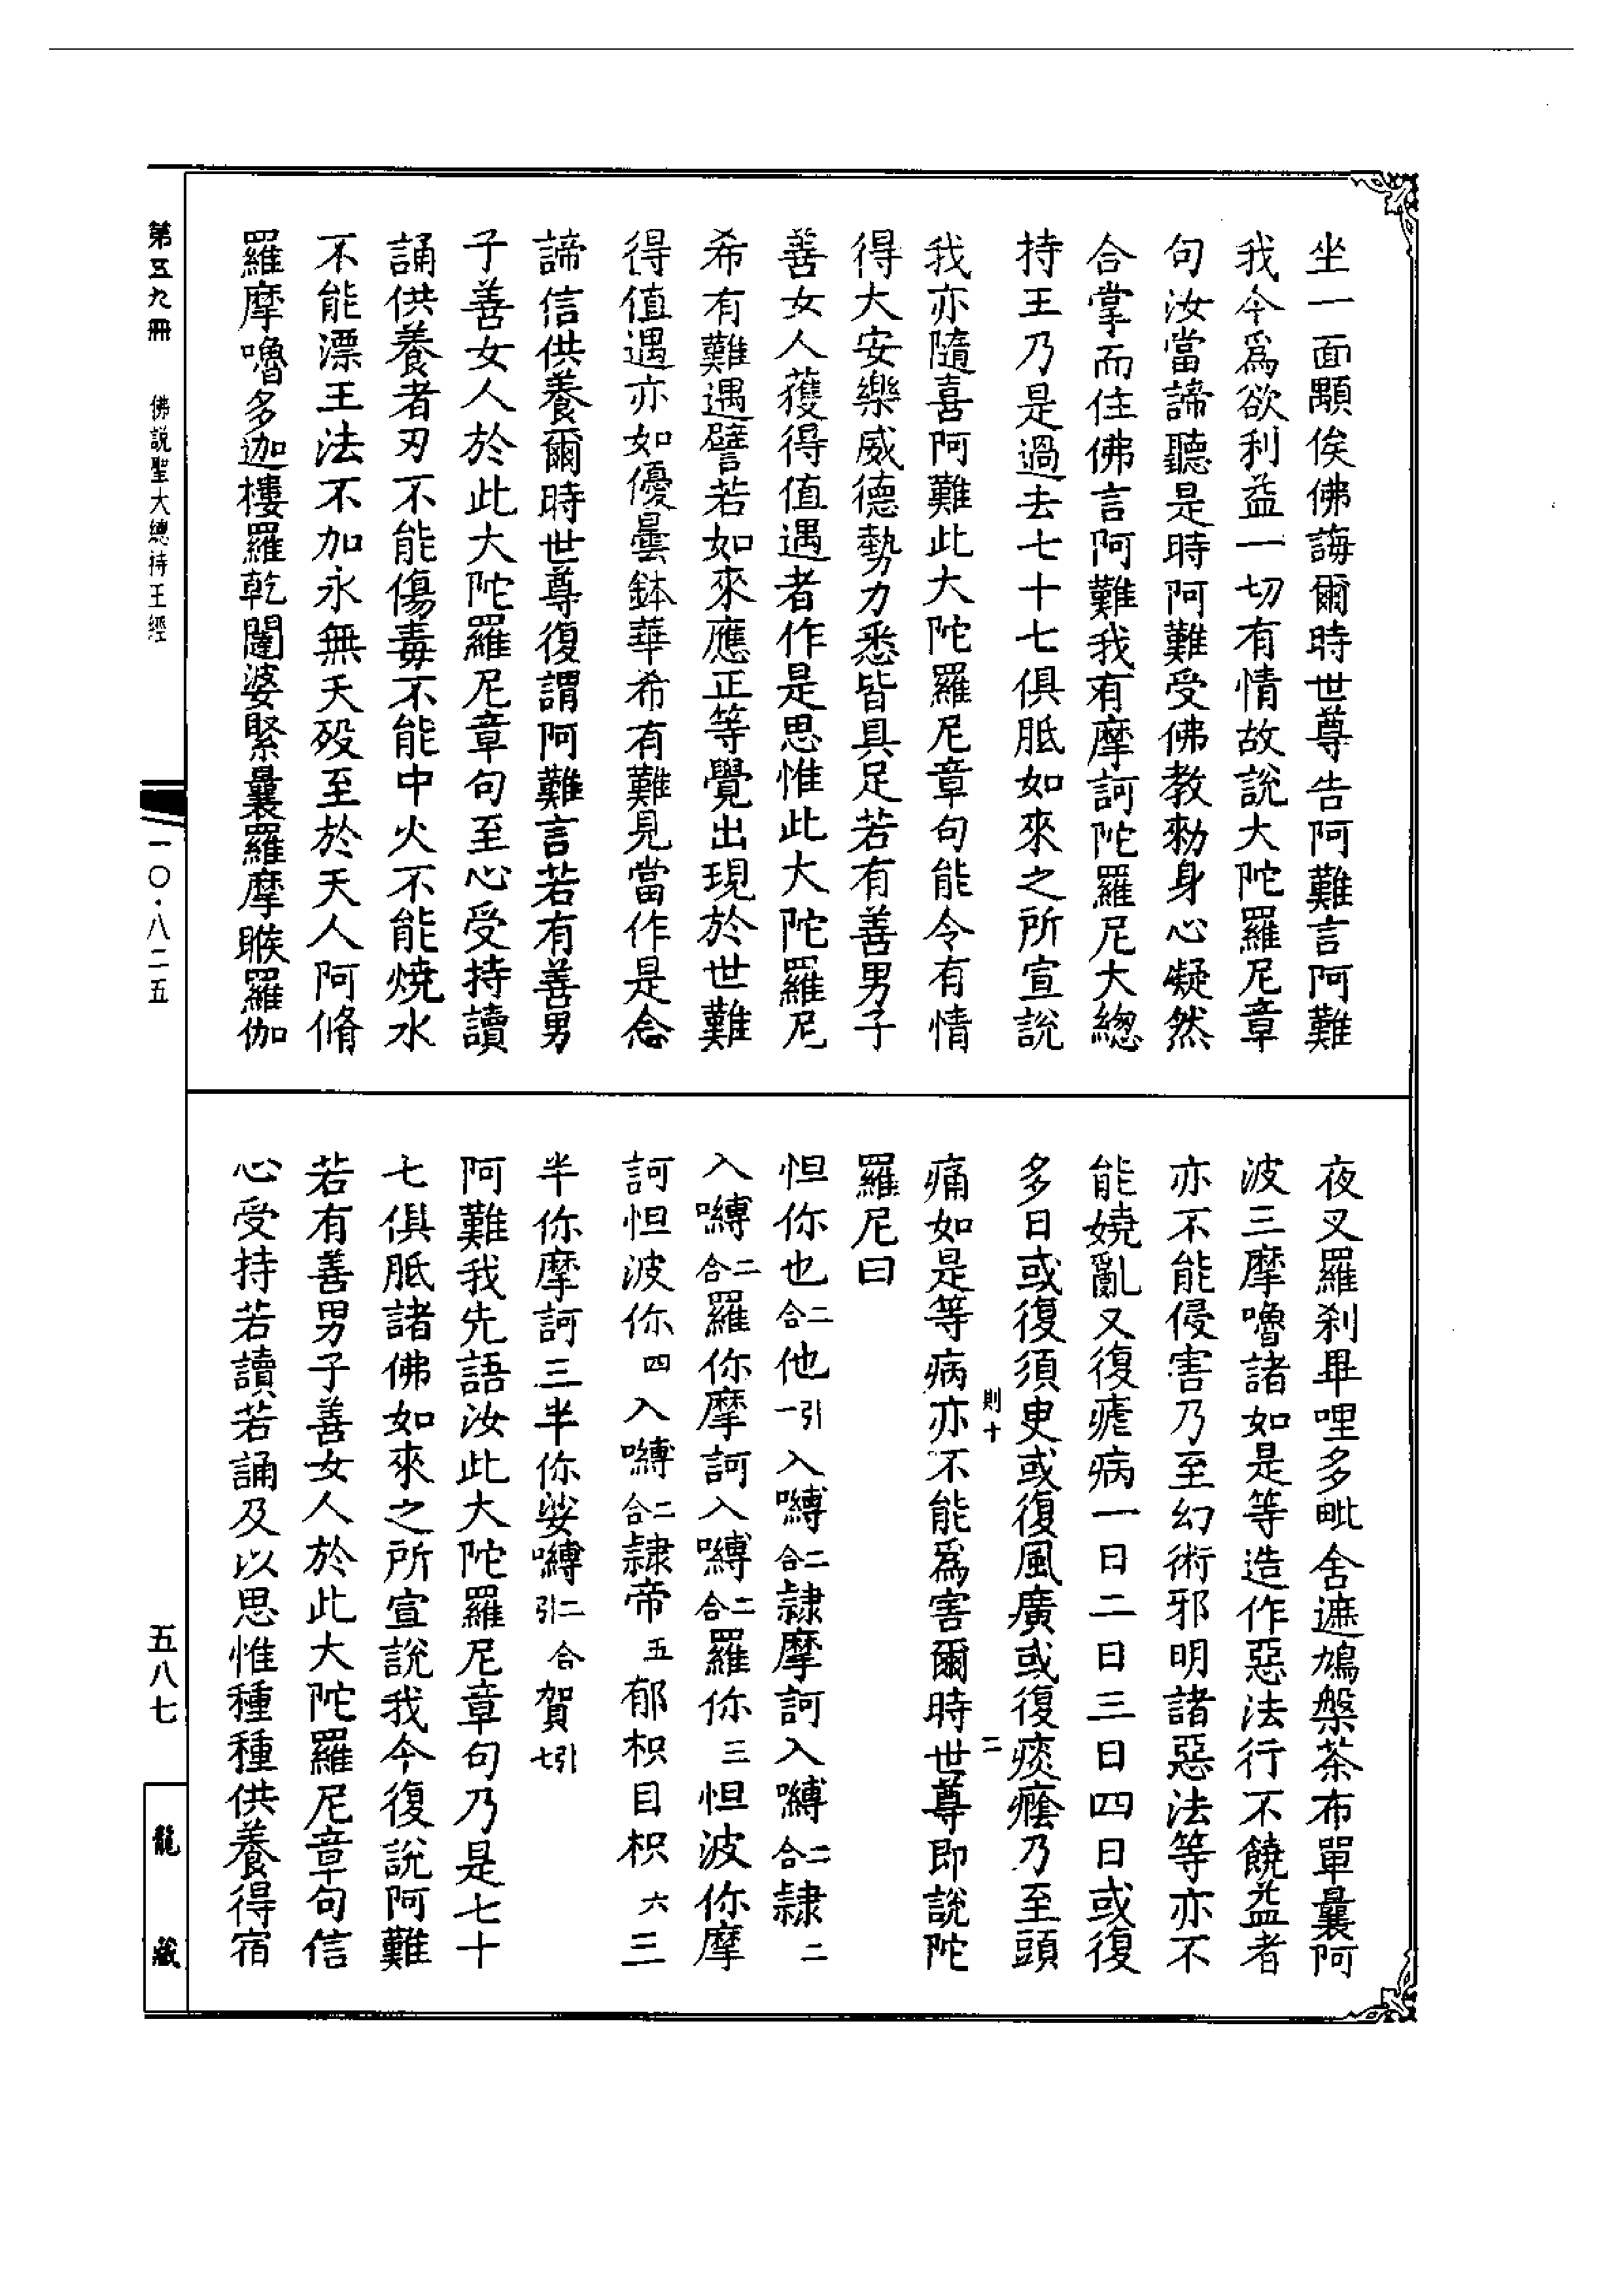 坐一面顒俟佛誨爾時世尊告阿難言阿難
我今爲欲利益一切有情故說大陀羅尼章
句汝當諦聽是時阿難受佛教勑身心凝然
合掌而住佛言阿難我有摩訶陀羅尼大緫
持王乃是過去七十七俱胝如來之所宣說
我亦隨喜阿難此大陀羅尼章句能令有情
得大安樂威德勢力悉皆具足若有善男子
善女人獲得值遇者作是思惟此大陀羅尼
希有難遇譬若如來應正等覺出現於世難
得值遇亦如優曇鉢華希有難見當作是念
諦信供養爾時世尊復謂阿難言若有善男
子善女人於此大陀羅尼章句至心受持讀
誦供養者刃不能傷毒不能中火不能燒水
不能漂王法不加永無夭殁至於天人阿脩
羅摩嚕多迦樓羅乾闥婆緊曩羅摩睺羅伽
夜叉羅刹畢哩多毗舍遮鳩槃茶布單曩阿
波三摩嚕諸如是等造作惡法行不饒益者
亦不能侵害乃至幻術邪明諸惡法等亦不
能嬈亂又復瘧病一日二日三日四日或復
多日或復須臾或復風癀或復痰癊乃至頭
則十 二
痛如是等病亦不能爲害爾時世尊即說陀
羅尼曰
怛你也二合他引一入嚩二合隷摩訶入嚩二合隷二
入嚩二合羅你摩訶入嚩二合羅你三怛波你摩
訶怛波你四入嚩二合隷帝五郁枳目枳六三
半你摩訶三半你娑嚩二合引賀引七
阿難我先語汝此大陀羅尼章句乃是七十
七俱胝諸佛如來之所宣說我今復說阿難
若有善男子善女人於此大陀羅尼章句信
心受持若讀若誦及以思惟種種供養得宿
第五九冊 佛說聖大總持王經
一〇·八二五
五八七
龍藏